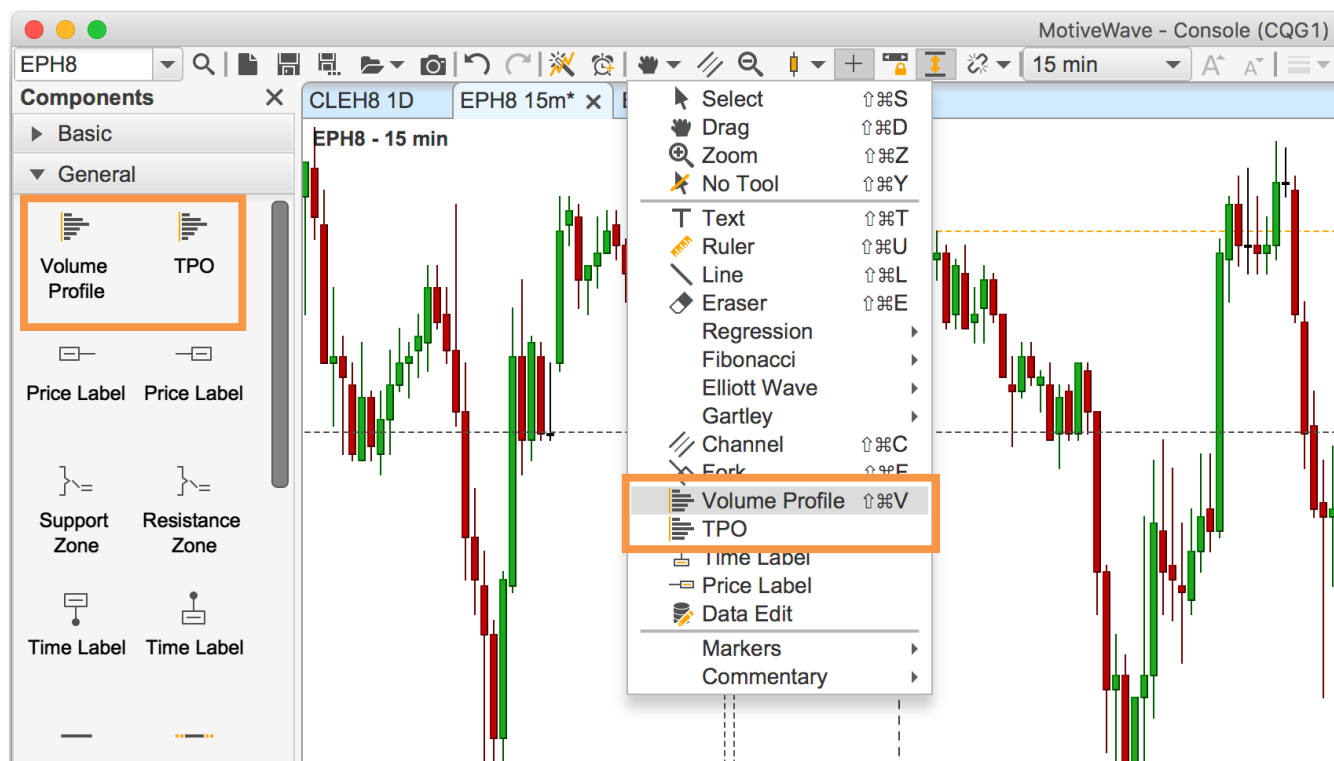 MotiveWave - Console (CQG1)
EPH8
15 min
Components
CLEH8 1D
EPH8 15m*
Basic
General
EPH8 - 15 min
Volume
Profile
TPO
Price Label
Price Label
Support
Zone
Resistance
Zone
Time Label
Time Label
Select ⇧⌘S
Drag ⇧⌘D
Zoom ⇧⌘Z
No Tool ⇧⌘Y
Text ⇧⌘T
Ruler ⇧⌘U
Line ⇧⌘L
Eraser ⇧⌘E
Regression
Fibonacci
Elliott Wave
Gartley
Channel ⇧⌘C
Fork ⇧⌘F
Volume Profile ⇧⌘V
TPO
Time Label
Price Label
Data Edit
Markers
Commentary